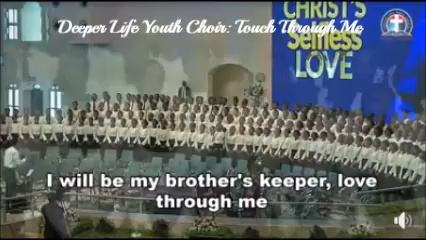 Deeper Life Youth Choir: Touch Through Me
CHRIST'S
Selfless
LOVE
I will be my brother's keeper, love
through me